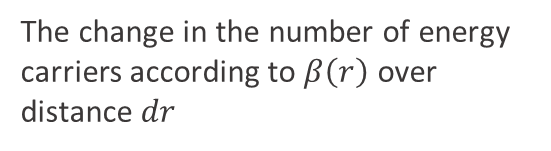 The change in the number of energy
carriers according to β(r) over
distance dr